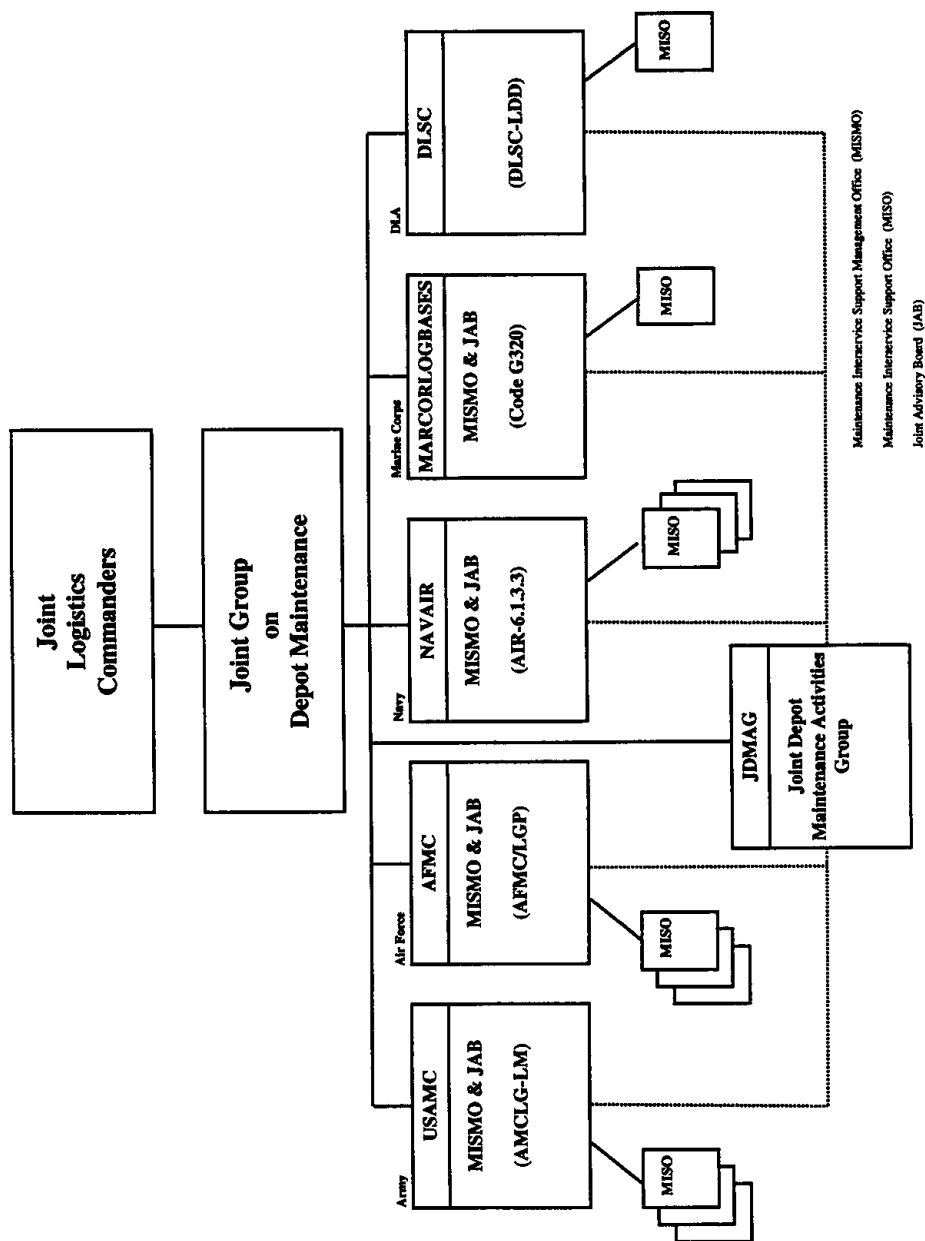 Joint
Logistics
Commanders
Joint Group
on
Depot Maintenance
Army
USAMC
MISMO & JAB
(AMCLG-LM)
MISO
Air Force
AFMC
MISMO & JAB
(AFMC/LGP)
MISO
Navy
NAVAIR
MISMO & JAB
(AIR-6.1.3.3)
MISO
Marine Corps
MARCORLOGBASES
MISMO & JAB
(Code G320)
MISO
DLA
DLSC
(DLSC-LDD)
MISO
JDMAG
Joint Depot
Maintenance Activities
Group
Maintenance Interservice Support Management Office (MISMO)
Maintenance Interservice Support Office (MISO)
Joint Advisory Board (JAB)